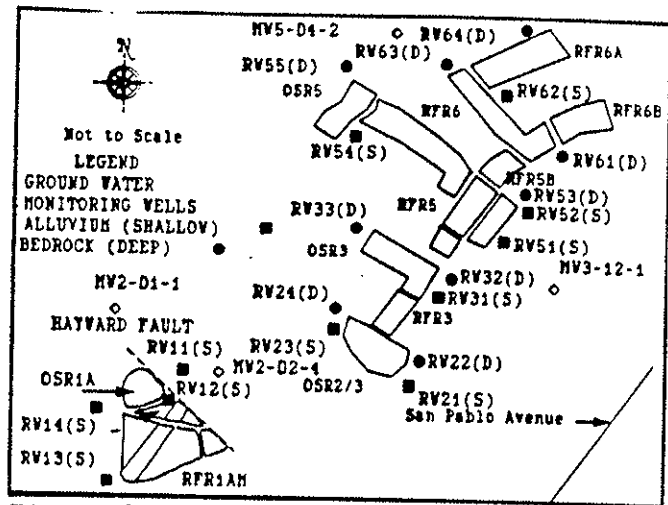 MW5-D4-2
RW64(D)
RW63(D)
RFR6A
RW55(D)
OSR5
N
RW62(S)
RFR6
RFR6B
Not to Scale
RW54(S)
RW61(D)
LEGEND
GROUND WATER
MONITORING WELLS
ALLUVIUM (SHALLOW)
BEDROCK (DEEP)
RFR5B
RFR5
RW53(D)
RW52(S)
RW33(D)
RW51(S)
OSR3
MW3-12-1
MW2-D1-1
RW32(D)
RW31(S)
RW24(D)
RFR3
HAYWARD FAULT
RW23(S)
RW11(S)
MW2-D2-4
RW22(D)
OSR1A
RW12(S)
OSR2/3
RW21(S)
San Pablo Avenue
RW14(S)
RW13(S)
RFR1AM